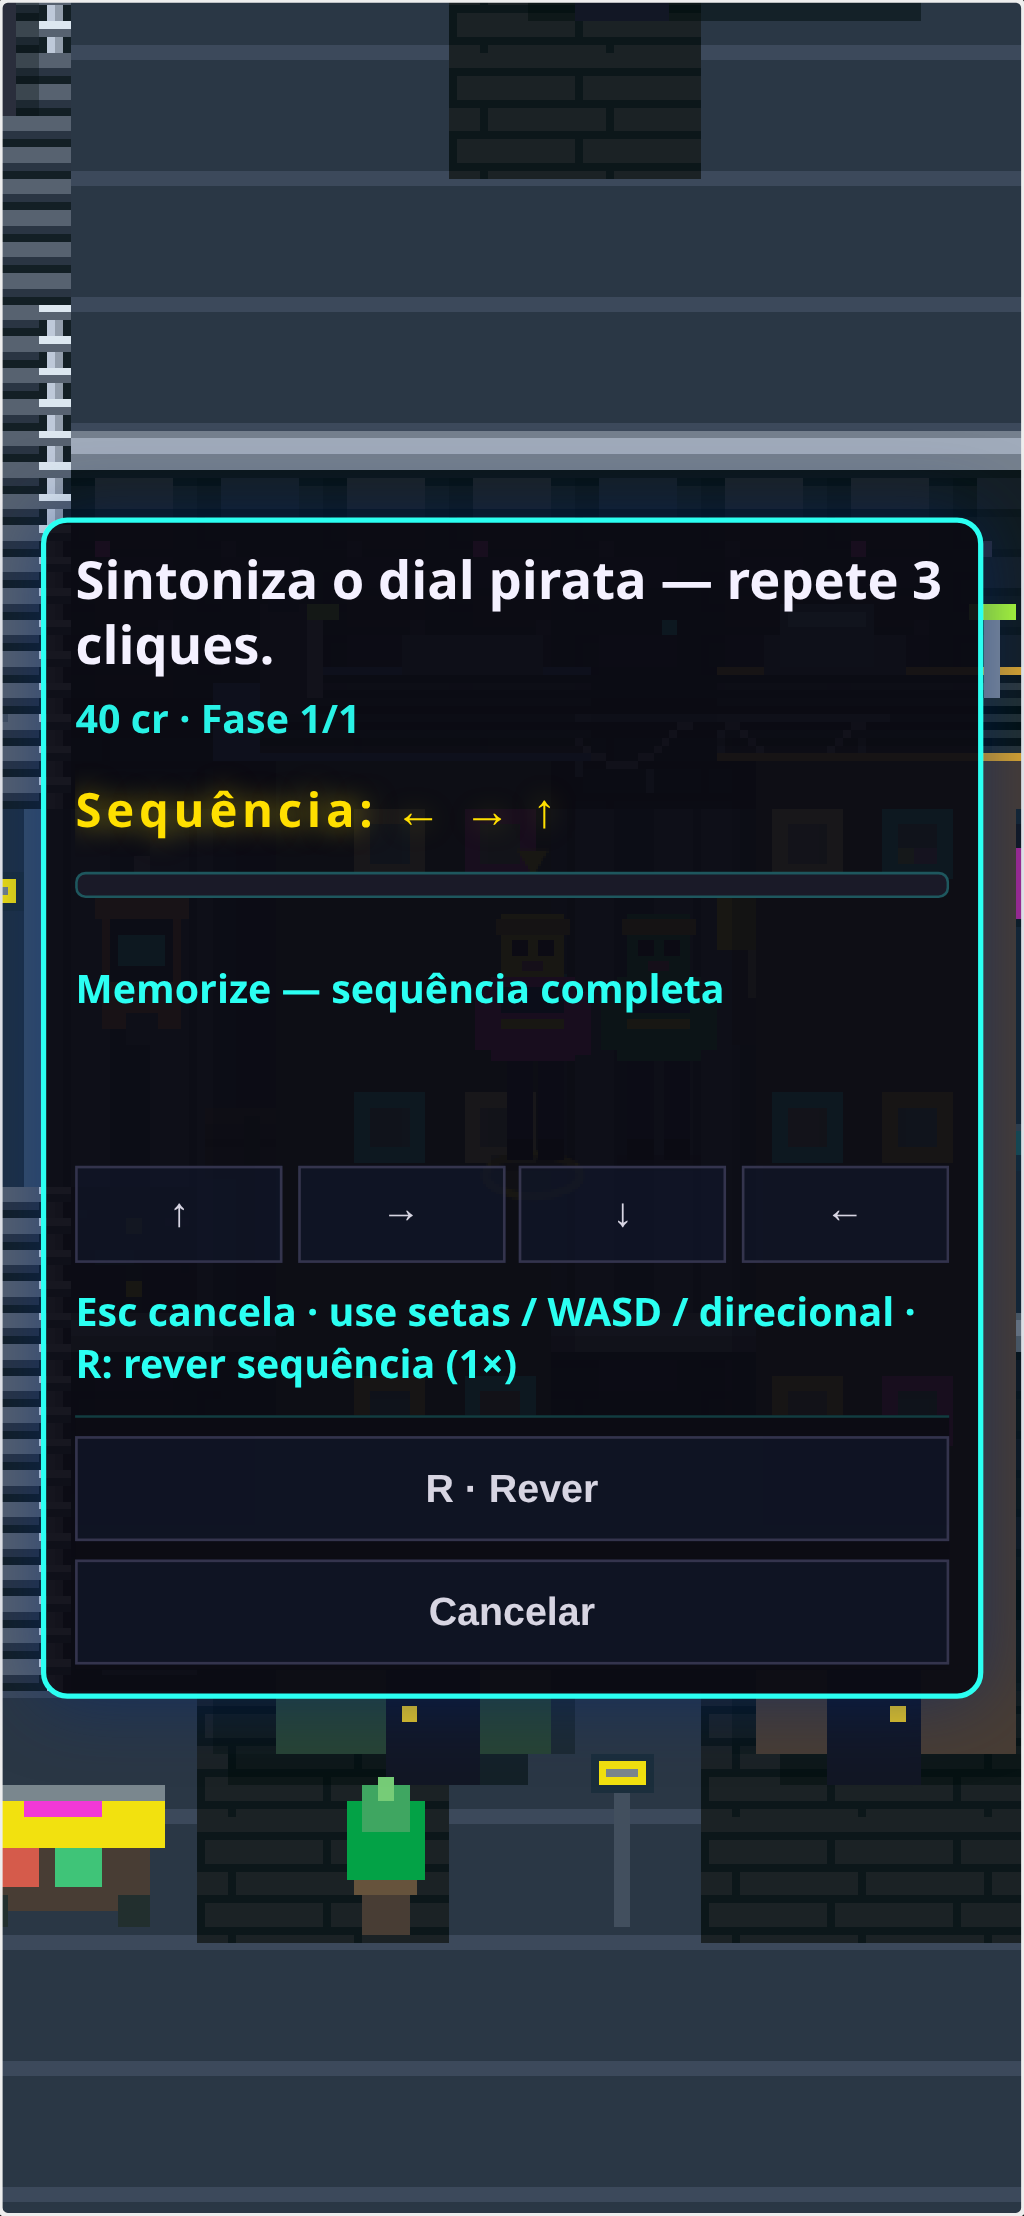 Sintoniza o dial pirata — repete 3
cliques.
40 cr · Fase 1/1
Sequência: ← → ↑
Memorize — sequência completa
↑ → ↓ ←
Esc cancela · use setas / WASD / direcional ·
R: rever sequência (1×)
R · Rever
Cancelar